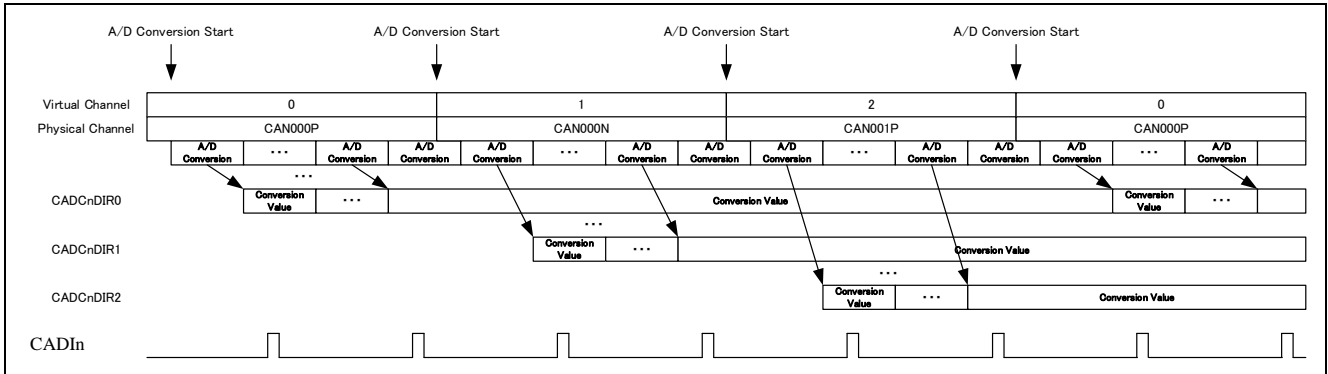 A/D Conversion Start A/D Conversion Start A/D Conversion Start A/D Conversion Start
Virtual Channel 0 1 2 0
Physical Channel CAN000P CAN000N CAN001P CAN000P
A/D Conversion ... A/D Conversion A/D Conversion A/D Conversion ... A/D Conversion A/D Conversion A/D Conversion ... A/D Conversion A/D Conversion A/D Conversion ... A/D Conversion
...
CADCnDIR0 Conversion Value ... Conversion Value Conversion Value ...
...
CADCnDIR1 Conversion Value ... Conversion Value
...
CADCnDIR2 Conversion Value ... Conversion Value
CADIn